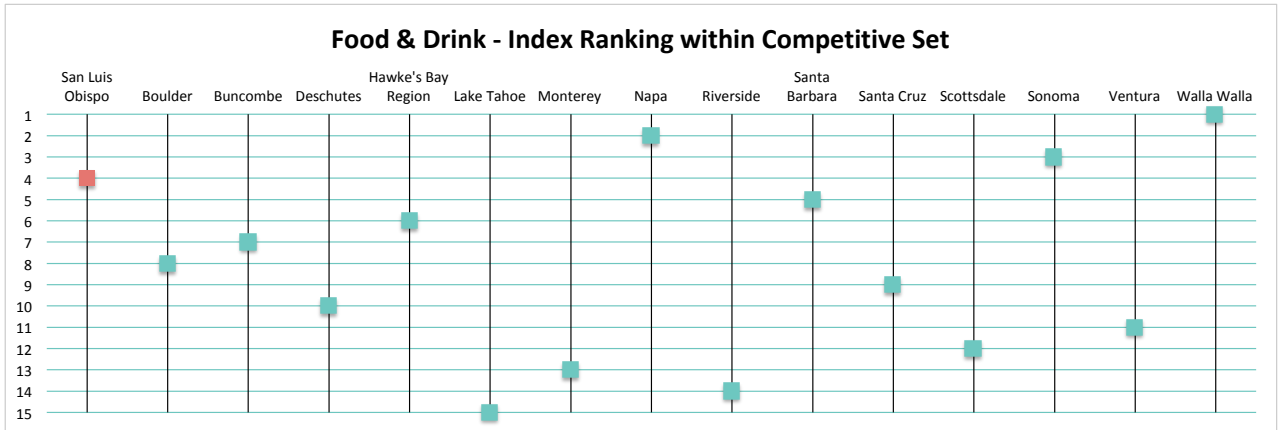 Food & Drink - Index Ranking within Competitive Set
San Luis Obispo
Boulder
Buncombe
Deschutes
Hawke's Bay Region
Lake Tahoe
Monterey
Napa
Riverside
Santa Barbara
Santa Cruz
Scottsdale
Sonoma
Ventura
Walla Walla
1
2
3
4
5
6
7
8
9
10
11
12
13
14
15